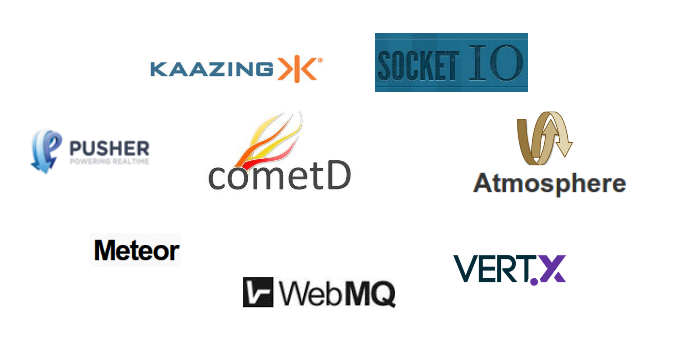 KAAZING
SOCKET IO
PUSHER
POWERING REALTIME
cometD
Atmosphere
Meteor
WebMQ
VERT.X